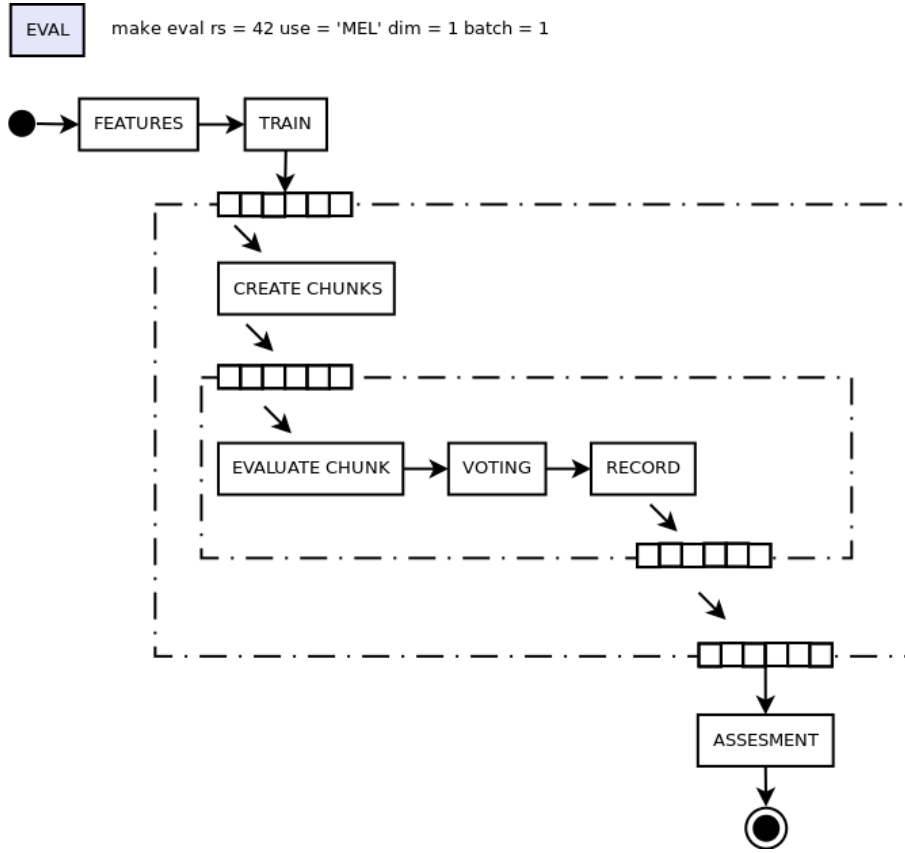 EVAL
make eval rs = 42 use = 'MEL' dim = 1 batch = 1
FEATURES
TRAIN
CREATE CHUNKS
EVALUATE CHUNK
VOTING
RECORD
ASSESMENT